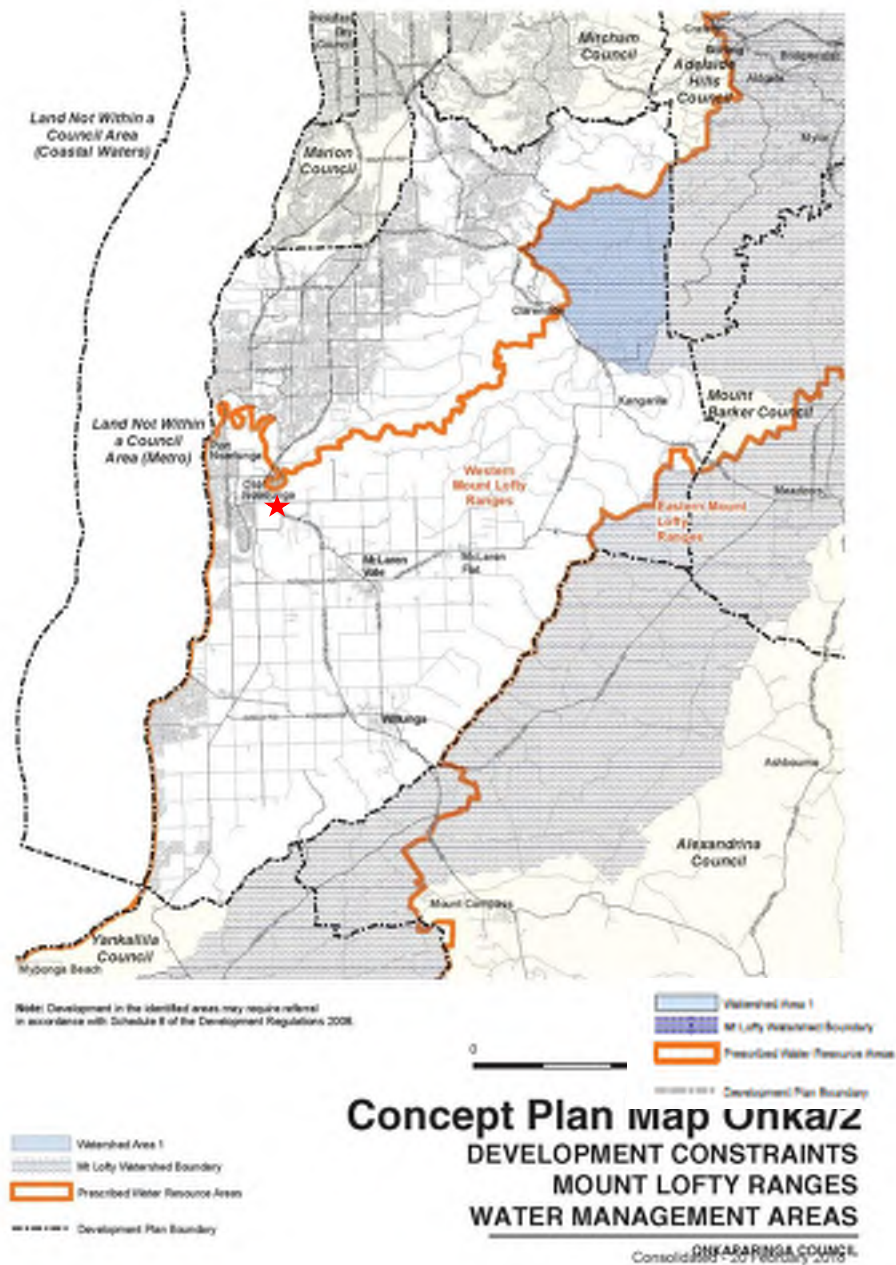 Mitcham
Council
Adelaide
Hills
Council
Aldgate
Mylor
Land Not Within a
Council Area
(Coastal Waters)
Marion
Council
Kangarilla
Mount
Barker Council
Land Not Within
a Council
Area (Metro)
Port
Noarlunga
Western
Mount Lofty
Ranges
Eastern Mount
Lofty
Ranges
Meadows
McLaren
Vale
McLaren
Flat
Willunga
Ashbourne
Alexandrina
Council
Mount Compass
Yankalilla
Council
Myponga Beach
Note: Development in the identified areas may require referral
in accordance with Schedule 8 of the Development Regulations 2008.
0
Watershed Area 1
Mt Lofty Watershed Boundary
Prescribed Water Resource Areas
Development Plan Boundary
Concept Plan Map Onka/2
DEVELOPMENT CONSTRAINTS
MOUNT LOFTY RANGES
WATER MANAGEMENT AREAS
ONKAPARINGA COUNCIL
Watershed Area 1
Mt Lofty Watershed Boundary
Prescribed Water Resource Areas
Development Plan Boundary